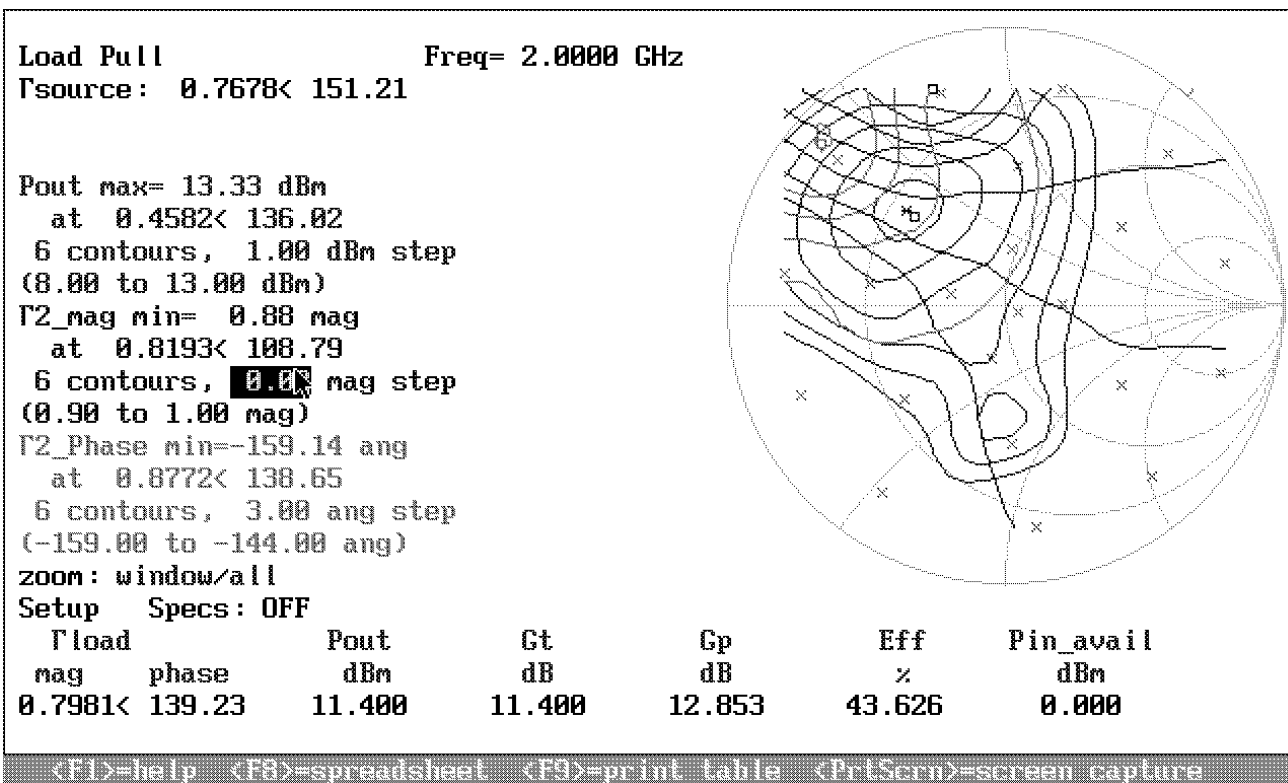 Load Pull Freq= 2.0000 GHz
Γsource: 0.7678< 151.21
Pout max= 13.33 dBm
at 0.4582< 136.02
6 contours, 1.00 dBm step
(8.00 to 13.00 dBm)
Γ2_mag min= 0.88 mag
at 0.8193< 108.79
6 contours, mag step
(0.90 to 1.00 mag)
Γ2_Phase min=-159.14 ang
at 0.8772< 138.65
6 contours, 3.00 ang step
(-159.00 to -144.00 ang)
zoom: window/all
Setup Specs: OFF
Γload Pout Gt Gp Eff Pin_avail
mag phase dBm dB dB % dBm
0.7981< 139.23 11.400 11.400 12.853 43.626 0.000
<F1>=help <F8>=spreadsheet <F9>=print table <PrtScrn>=screen capture